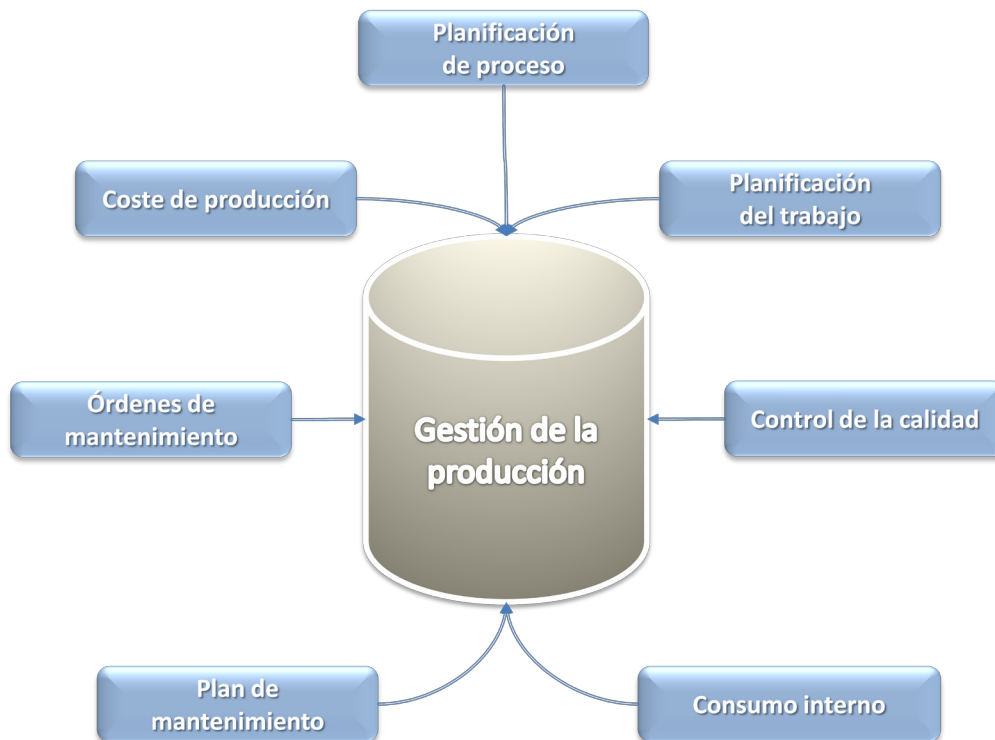 Planificación
de proceso
Coste de producción
Planificación
del trabajo
Órdenes de
mantenimiento
Gestión de la
producción
Control de la calidad
Plan de
mantenimiento
Consumo interno